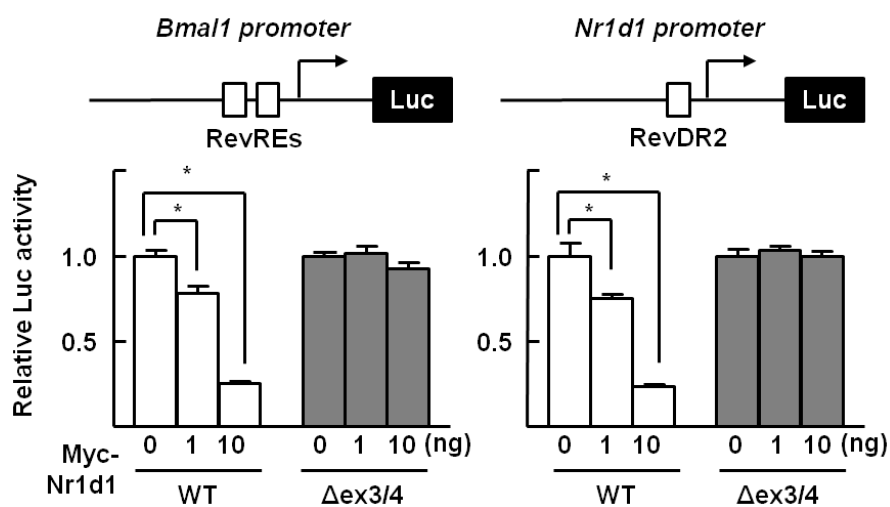 Bmal1 promoter
Nr1d1 promoter
Luc
Luc
RevREs
RevDR2
Relative Luc activity
1.0
0.5
*
*
1.0
0.5
*
*
Myc-
Nr1d1
0 1 10 0 1 10 (ng)
0 1 10 0 1 10 (ng)
WT Δex3/4
WT Δex3/4